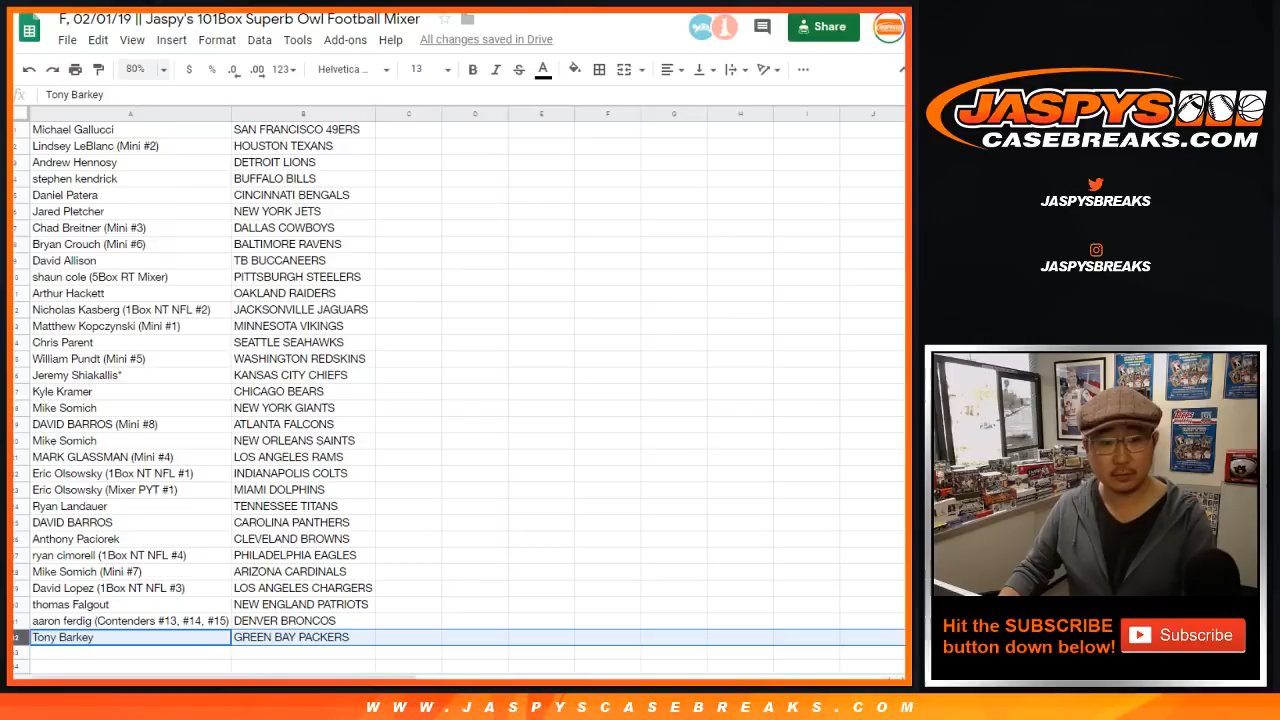 F, 02/01/19 || Jaspy's 101Box Superb Owl Football Mixer
File Edit View Insert Format Data Tools Add-ons Help All changes saved in Drive
Share
80% $ % .0 .00 123 Helvetica ... 13 B I S A
fx Tony Barkey
A B C D E F G H I J
Michael Gallucci SAN FRANCISCO 49ERS
Lindsey LeBlanc (Mini #2) HOUSTON TEXANS
Andrew Hennosy DETROIT LIONS
stephen kendrick BUFFALO BILLS
Daniel Patera CINCINNATI BENGALS
Jared Pletcher NEW YORK JETS
Chad Breitner (Mini #3) DALLAS COWBOYS
Bryan Crouch (Mini #6) BALTIMORE RAVENS
David Allison TB BUCCANEERS
shaun cole (5Box RT Mixer) PITTSBURGH STEELERS
Arthur Hackett OAKLAND RAIDERS
Nicholas Kasberg (1Box NT NFL #2) JACKSONVILLE JAGUARS
Matthew Kopczynski (Mini #1) MINNESOTA VIKINGS
Chris Parent SEATTLE SEAHAWKS
William Pundt (Mini #5) WASHINGTON REDSKINS
Jeremy Shiakallis* KANSAS CITY CHIEFS
Kyle Kramer CHICAGO BEARS
Mike Somich NEW YORK GIANTS
DAVID BARROS (Mini #8) ATLANTA FALCONS
Mike Somich NEW ORLEANS SAINTS
MARK GLASSMAN (Mini #4) LOS ANGELES RAMS
Eric Olsowsky (1Box NT NFL #1) INDIANAPOLIS COLTS
Eric Olsowsky (Mixer PYT #1) MIAMI DOLPHINS
Ryan Landauer TENNESSEE TITANS
DAVID BARROS CAROLINA PANTHERS
Anthony Paciorek CLEVELAND BROWNS
ryan cimorell (1Box NT NFL #4) PHILADELPHIA EAGLES
Mike Somich (Mini #7) ARIZONA CARDINALS
David Lopez (1Box NT NFL #3) LOS ANGELES CHARGERS
thomas Falgout NEW ENGLAND PATRIOTS
aaron ferdig (Contenders #13, #14, #15) DENVER BRONCOS
Tony Barkey GREEN BAY PACKERS
JASPYS
CASEBREAKS.COM
JASPYSBREAKS
JASPYSBREAKS
Topps
Hit the SUBSCRIBE
button down below!
Subscribe
WWW.JASPYSCASEBREAKS.COM